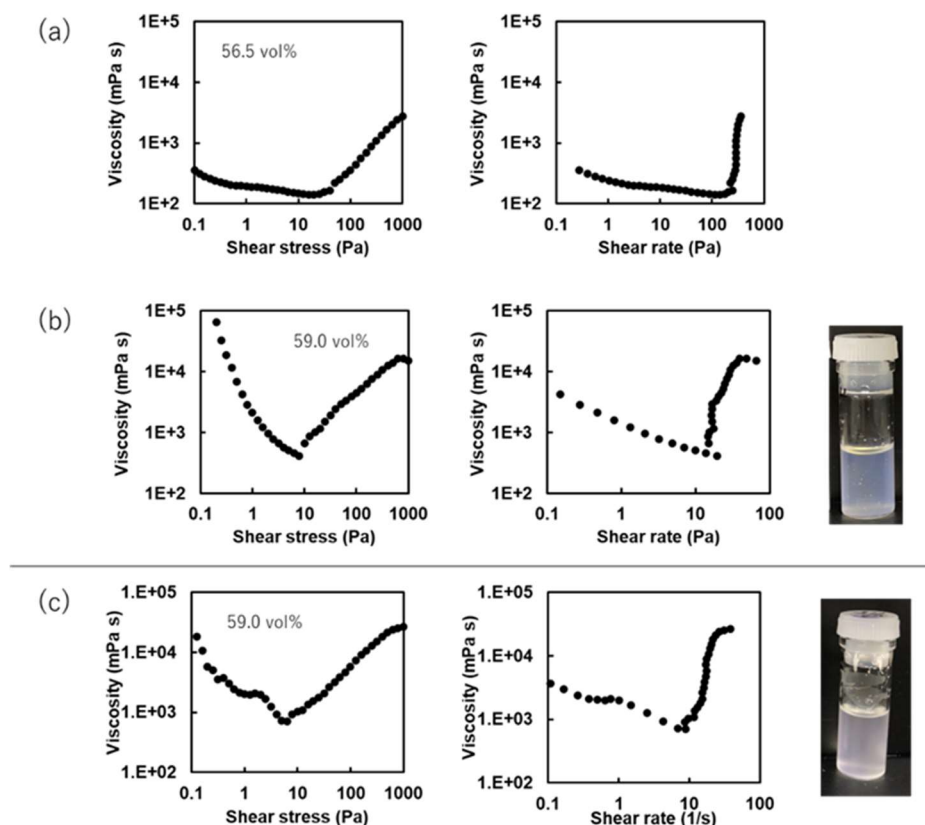 (a)
Viscosity (mPa s)
1E+5
1E+4
1E+3
1E+2
56.5 vol%
0.1 1 10 100 1000
Shear stress (Pa)
Viscosity (mPa s)
1E+5
1E+4
1E+3
1E+2
0.1 1 10 100 1000
Shear rate (Pa)
(b)
Viscosity (mPa s)
1E+5
1E+4
1E+3
1E+2
59.0 vol%
0.1 1 10 100 1000
Shear stress (Pa)
Viscosity (mPa s)
1E+5
1E+4
1E+3
1E+2
0.1 1 10 100
Shear rate (Pa)
(c)
Viscosity (mPa s)
1.E+05
1.E+04
1.E+03
1.E+02
59.0 vol%
0.1 1 10 100 1000
Shear stress (Pa)
Viscosity (mPa s)
1.E+05
1.E+04
1.E+03
1.E+02
0.1 1 10 100
Shear rate (1/s)